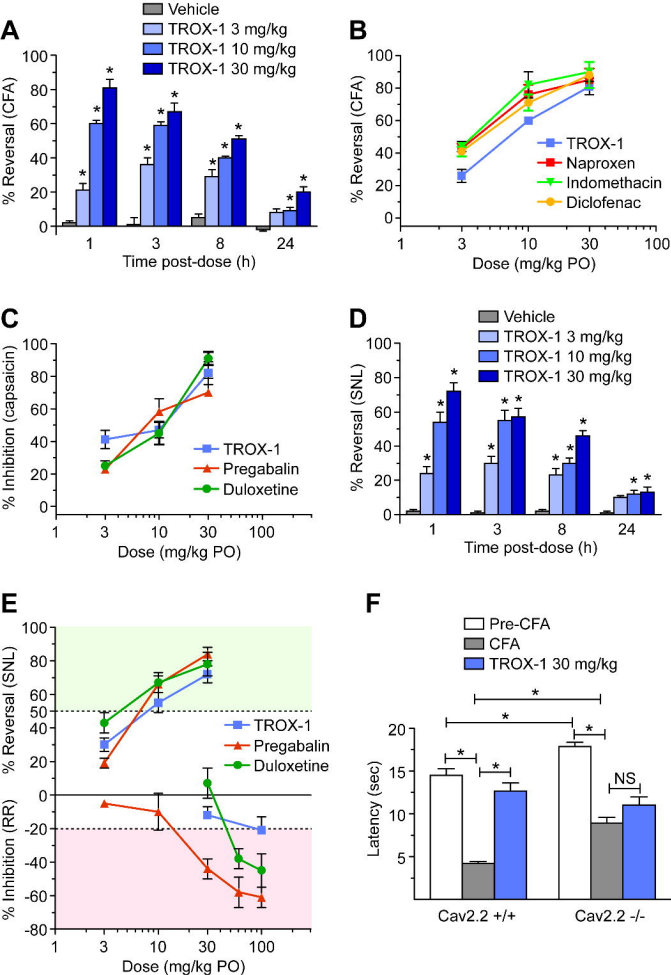 A
Vehicle
TROX-1 3 mg/kg
TROX-1 10 mg/kg
TROX-1 30 mg/kg
% Reversal (CFA)
100
80
60
40
20
0
* * *
* * *
* * *
* *
1 3 8 24
Time post-dose (h)
B
% Reversal (CFA)
100
80
60
40
20
0
TROX-1
Naproxen
Indomethacin
Diclofenac
1 3 10 30 100
Dose (mg/kg PO)
C
% Inhibition (capsaicin)
100
80
60
40
20
0
TROX-1
Pregabalin
Duloxetine
1 3 10 30 100
Dose (mg/kg PO)
D
Vehicle
TROX-1 3 mg/kg
TROX-1 10 mg/kg
TROX-1 30 mg/kg
% Reversal (SNL)
100
80
60
40
20
0
* * *
* * *
* * *
* *
1 3 8 24
Time post-dose (h)
E
% Reversal (SNL)
100
80
60
50
40
20
0
% Inhibition (RR)
-20
-40
-60
-80
TROX-1
Pregabalin
Duloxetine
1 3 10 30 100
Dose (mg/kg PO)
F
Pre-CFA
CFA
TROX-1 30 mg/kg
Latency (sec)
20
15
10
5
*
*
* * * NS
Cav2.2 +/+ Cav2.2 -/-